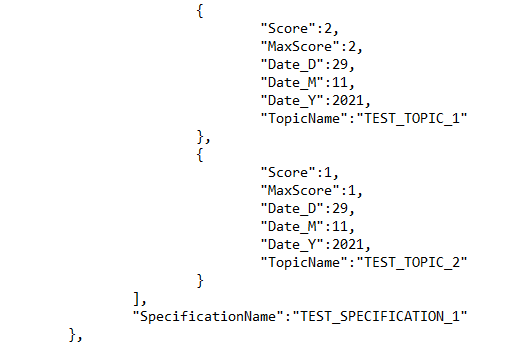 {
"Score":2,
"MaxScore":2,
"Date_D":29,
"Date_M":11,
"Date_Y":2021,
"TopicName":"TEST_TOPIC_1"
},
{
"Score":1,
"MaxScore":1,
"Date_D":29,
"Date_M":11,
"Date_Y":2021,
"TopicName":"TEST_TOPIC_2"
}
],
"SpecificationName":"TEST_SPECIFICATION_1"
},